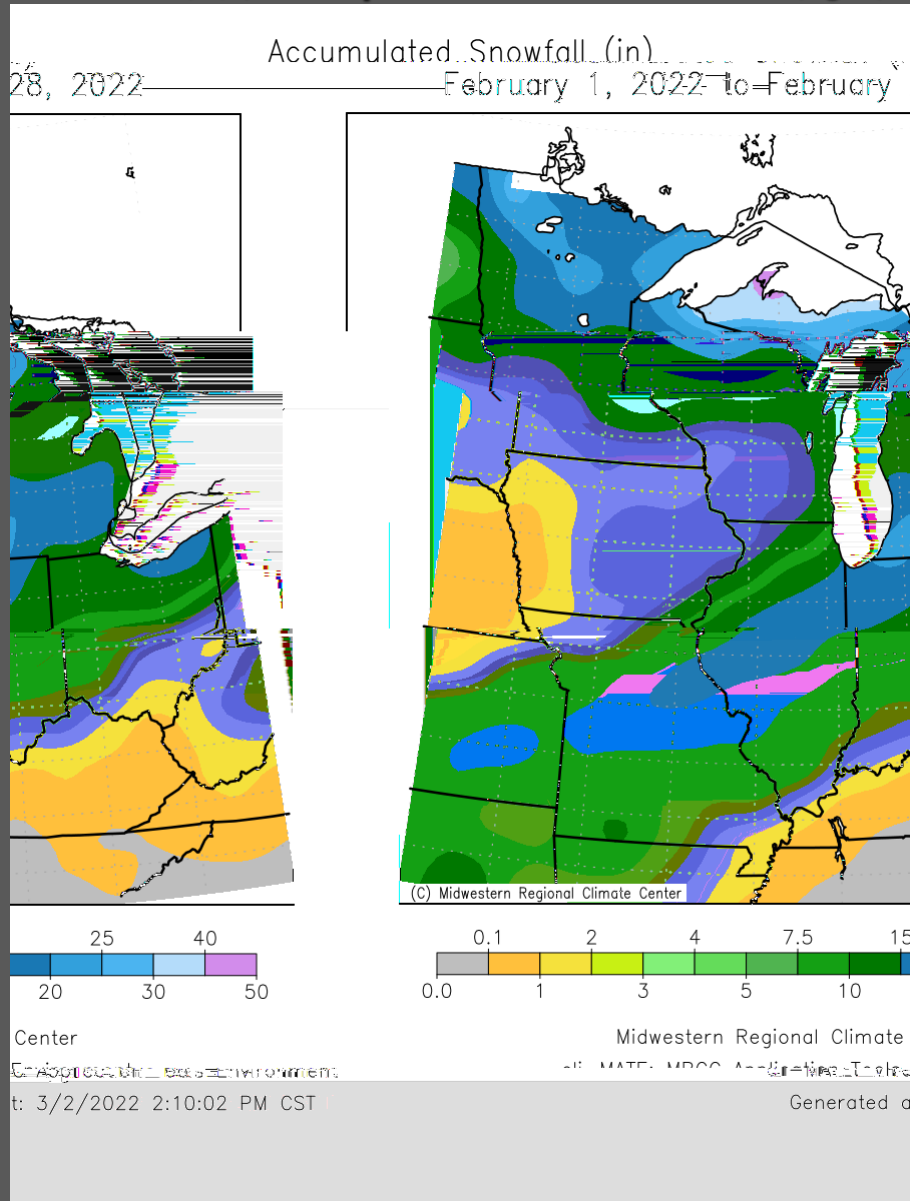 Accumulated Snowfall (in)
28, 2022
February 1, 2022 to February
(C) Midwestern Regional Climate Center
25 40
20 30 50
0.1 2 4 7.5 15
0.0 1 3 5 10
Center
Midwestern Regional Climate
t: 3/2/2022 2:10:02 PM CST
Generated a